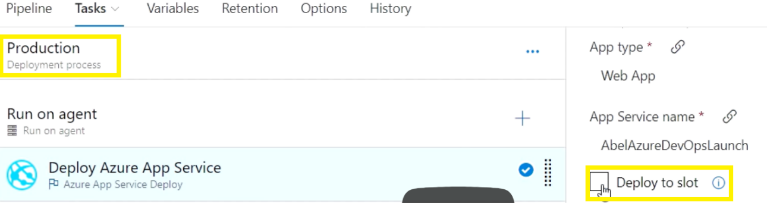 Pipeline Tasks Variables Retention Options History
Production
Deployment process
Run on agent
Run on agent
Deploy Azure App Service
Azure App Service Deploy
App type *
Web App
App Service name *
AbelAzureDevOpsLaunch
Deploy to slot